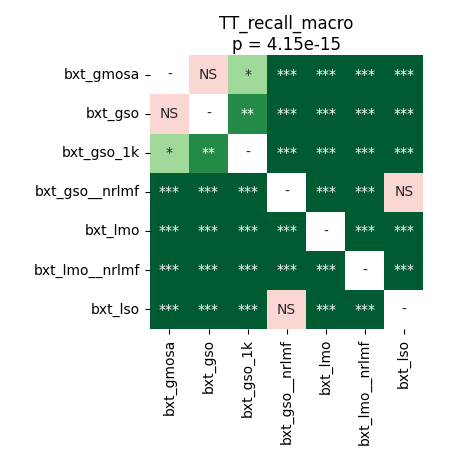 TT_recall_macro
p = 4.15e-15
bxt_gmosa - NS * *** *** *** ***
bxt_gso NS - ** *** *** *** ***
bxt_gso_1k * ** - *** *** *** ***
bxt_gso__nrlmf *** *** *** - *** *** NS
bxt_lmo *** *** *** *** - *** ***
bxt_lmo__nrlmf *** *** *** *** *** - ***
bxt_lso *** *** *** NS *** *** -
bxt_gmosa
bxt_gso
bxt_gso_1k
bxt_gso__nrlmf
bxt_lmo
bxt_lmo__nrlmf
bxt_lso